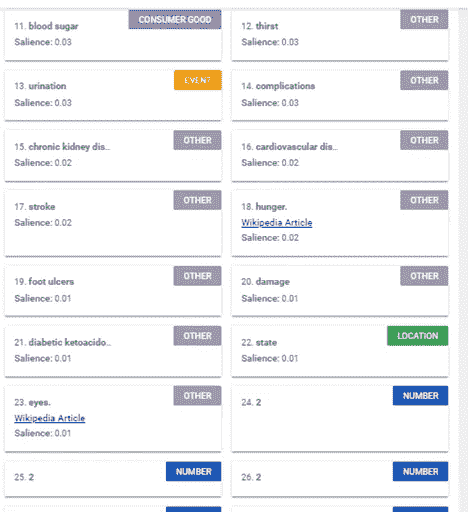 CONSUMER GOOD
11. blood sugar
Salience: 0.03
OTHER
12. thirst
Salience: 0.03
EVENT
13. urination
Salience: 0.03
OTHER
14. complications
Salience: 0.03
OTHER
15. chronic kidney dis..
Salience: 0.02
OTHER
16. cardiovascular dis..
Salience: 0.02
OTHER
17. stroke
Salience: 0.02
OTHER
18. hunger.
Wikipedia Article
Salience: 0.02
OTHER
19. foot ulcers
Salience: 0.01
OTHER
20. damage
Salience: 0.01
OTHER
21. diabetic ketoacido..
Salience: 0.01
LOCATION
22. state
Salience: 0.01
OTHER
23. eyes.
Wikipedia Article
Salience: 0.01
NUMBER
24. 2
NUMBER
25. 2
NUMBER
26. 2